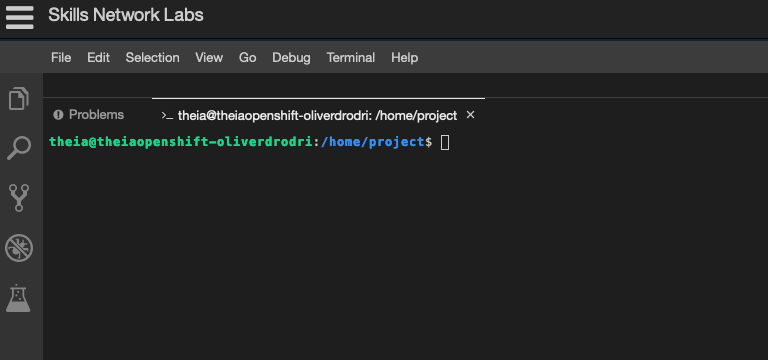 Skills Network Labs
File Edit Selection View Go Debug Terminal Help
Problems >_ theia@theiaopenshift-oliverdrodri: /home/project ×
theia@theiaopenshift-oliverdrodri:/home/project$